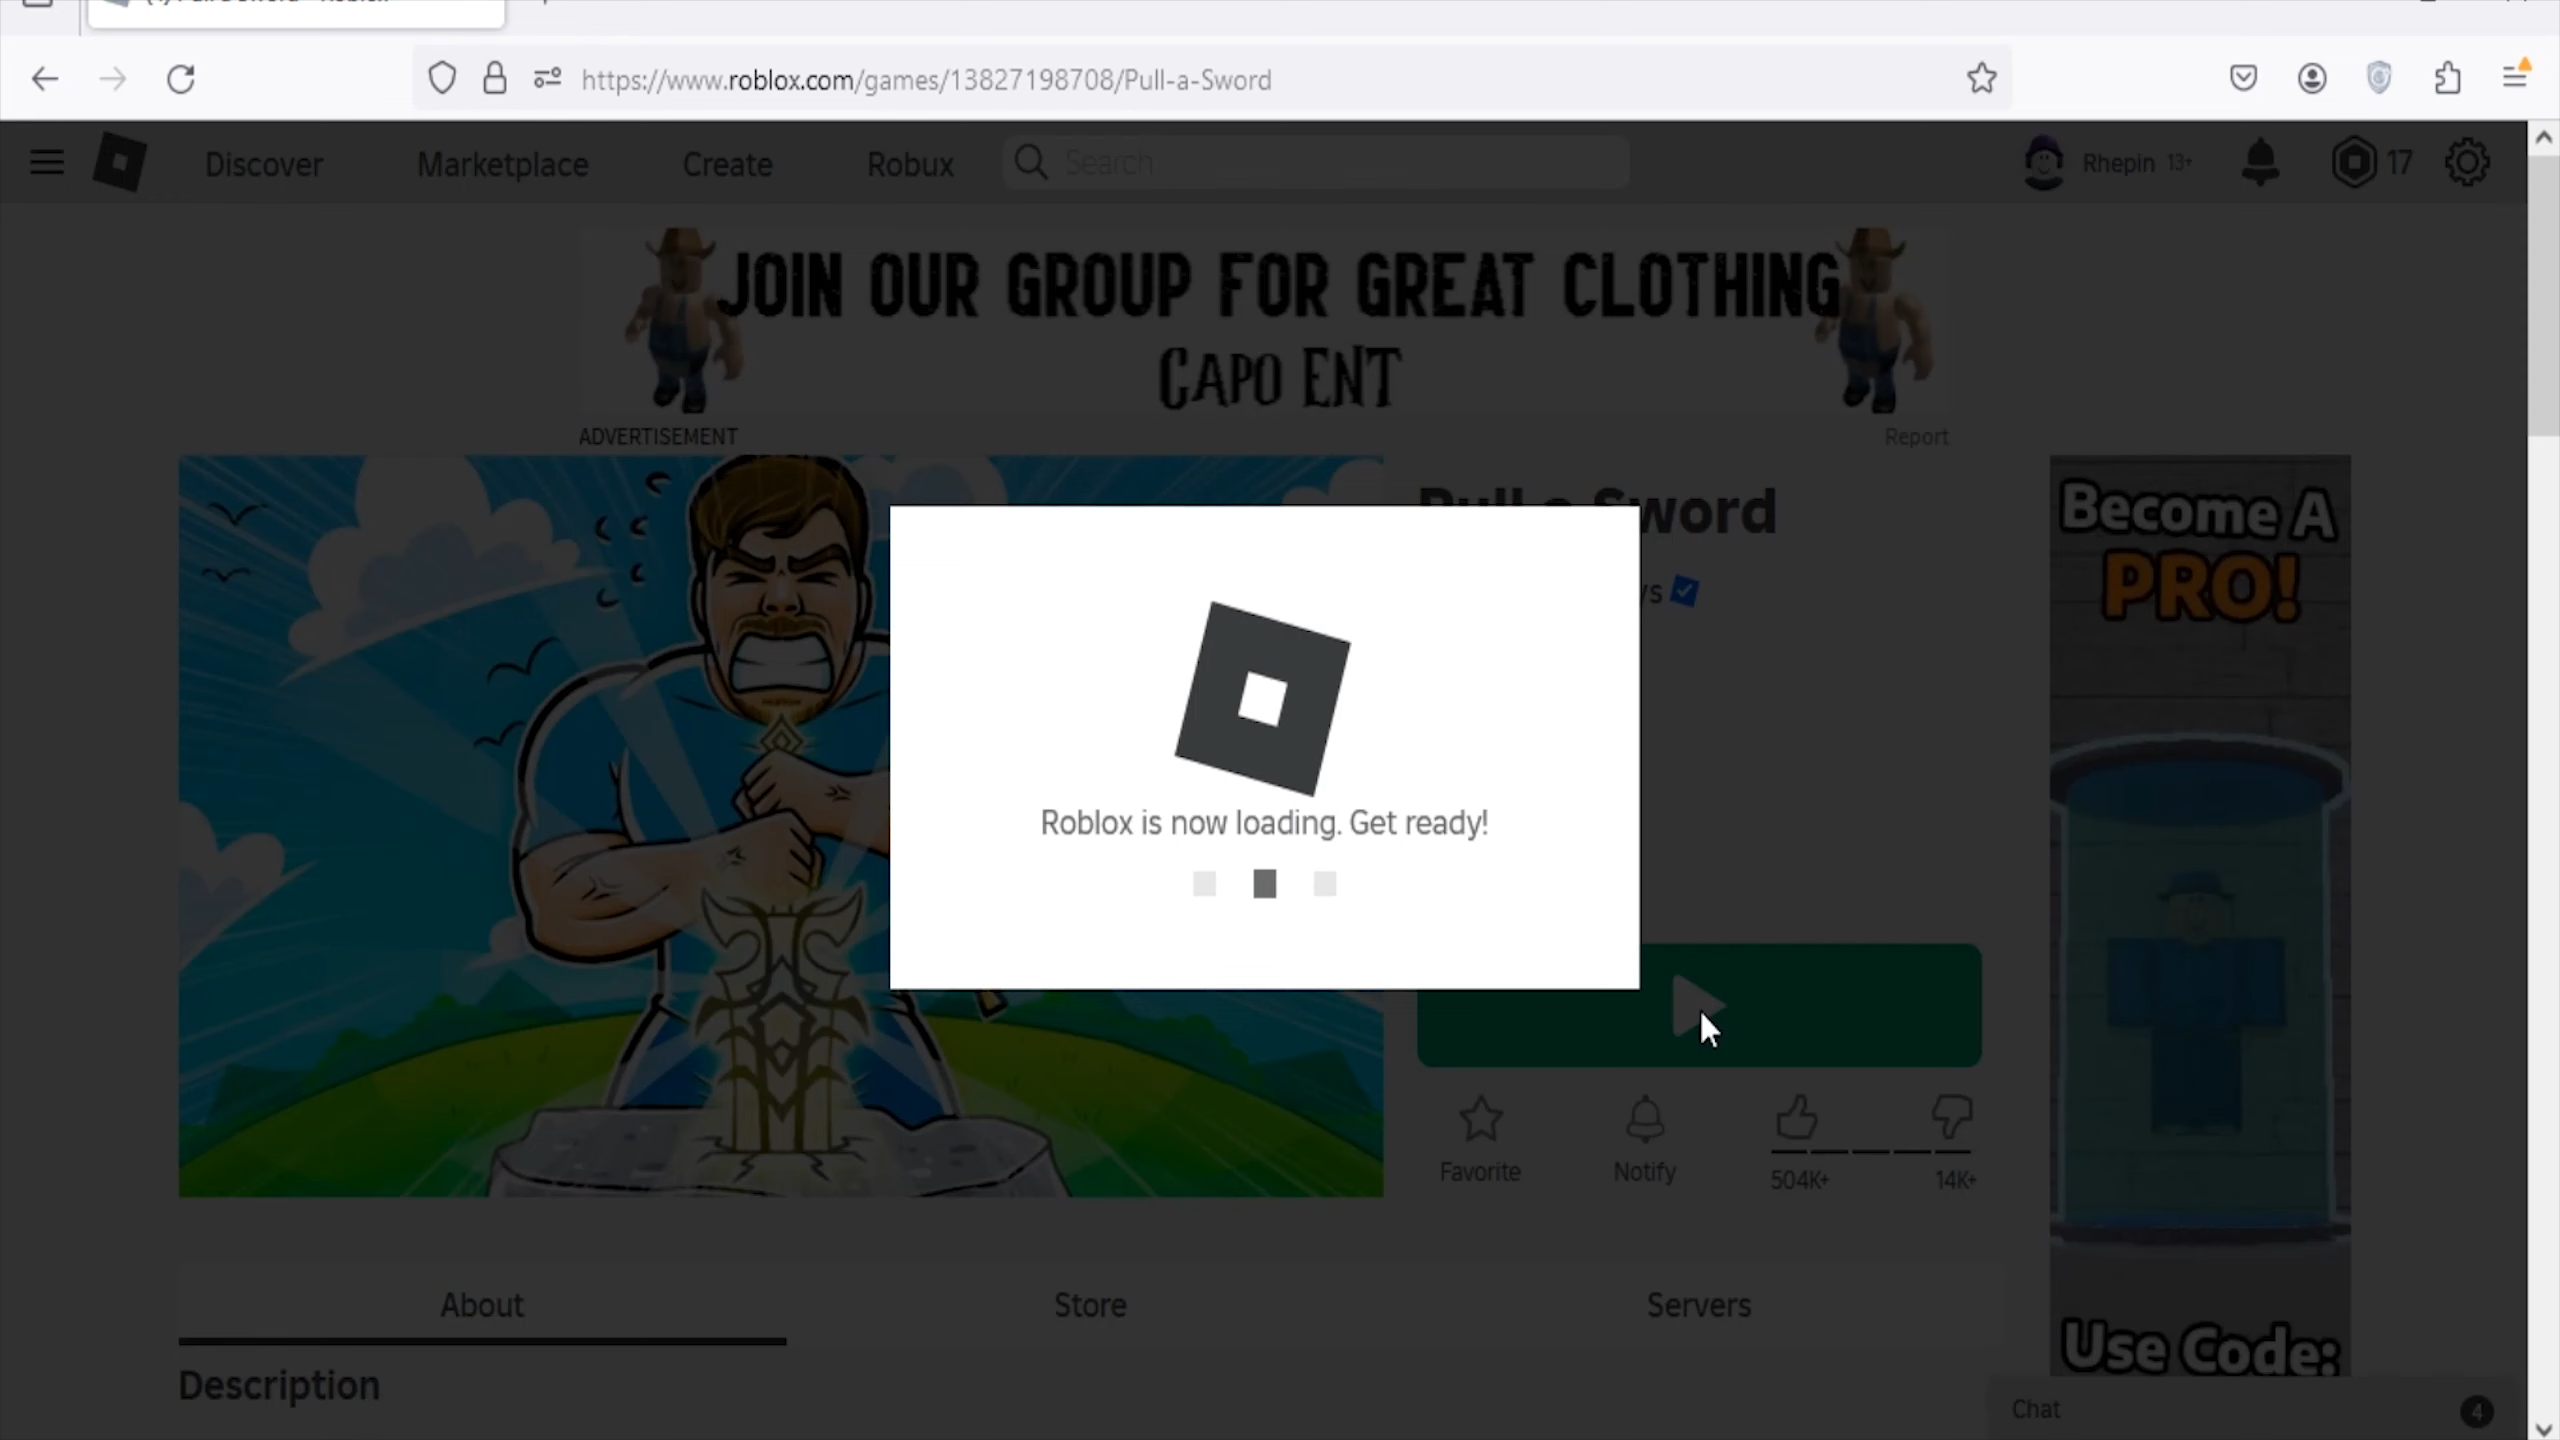 https://www.roblox.com/games/13827198708/Pull-a-Sword
Discover
Marketplace
Create
Robux
Search
Rhepin 13+
17
JOIN OUR GROUP FOR GREAT CLOTHING
CAPO ENT
ADVERTISEMENT
Report
Pull a Sword
Become A
PRO!
Roblox is now loading. Get ready!
Favorite
Notify
504K+
14K+
About
Store
Servers
Use Code:
Description
Chat
4